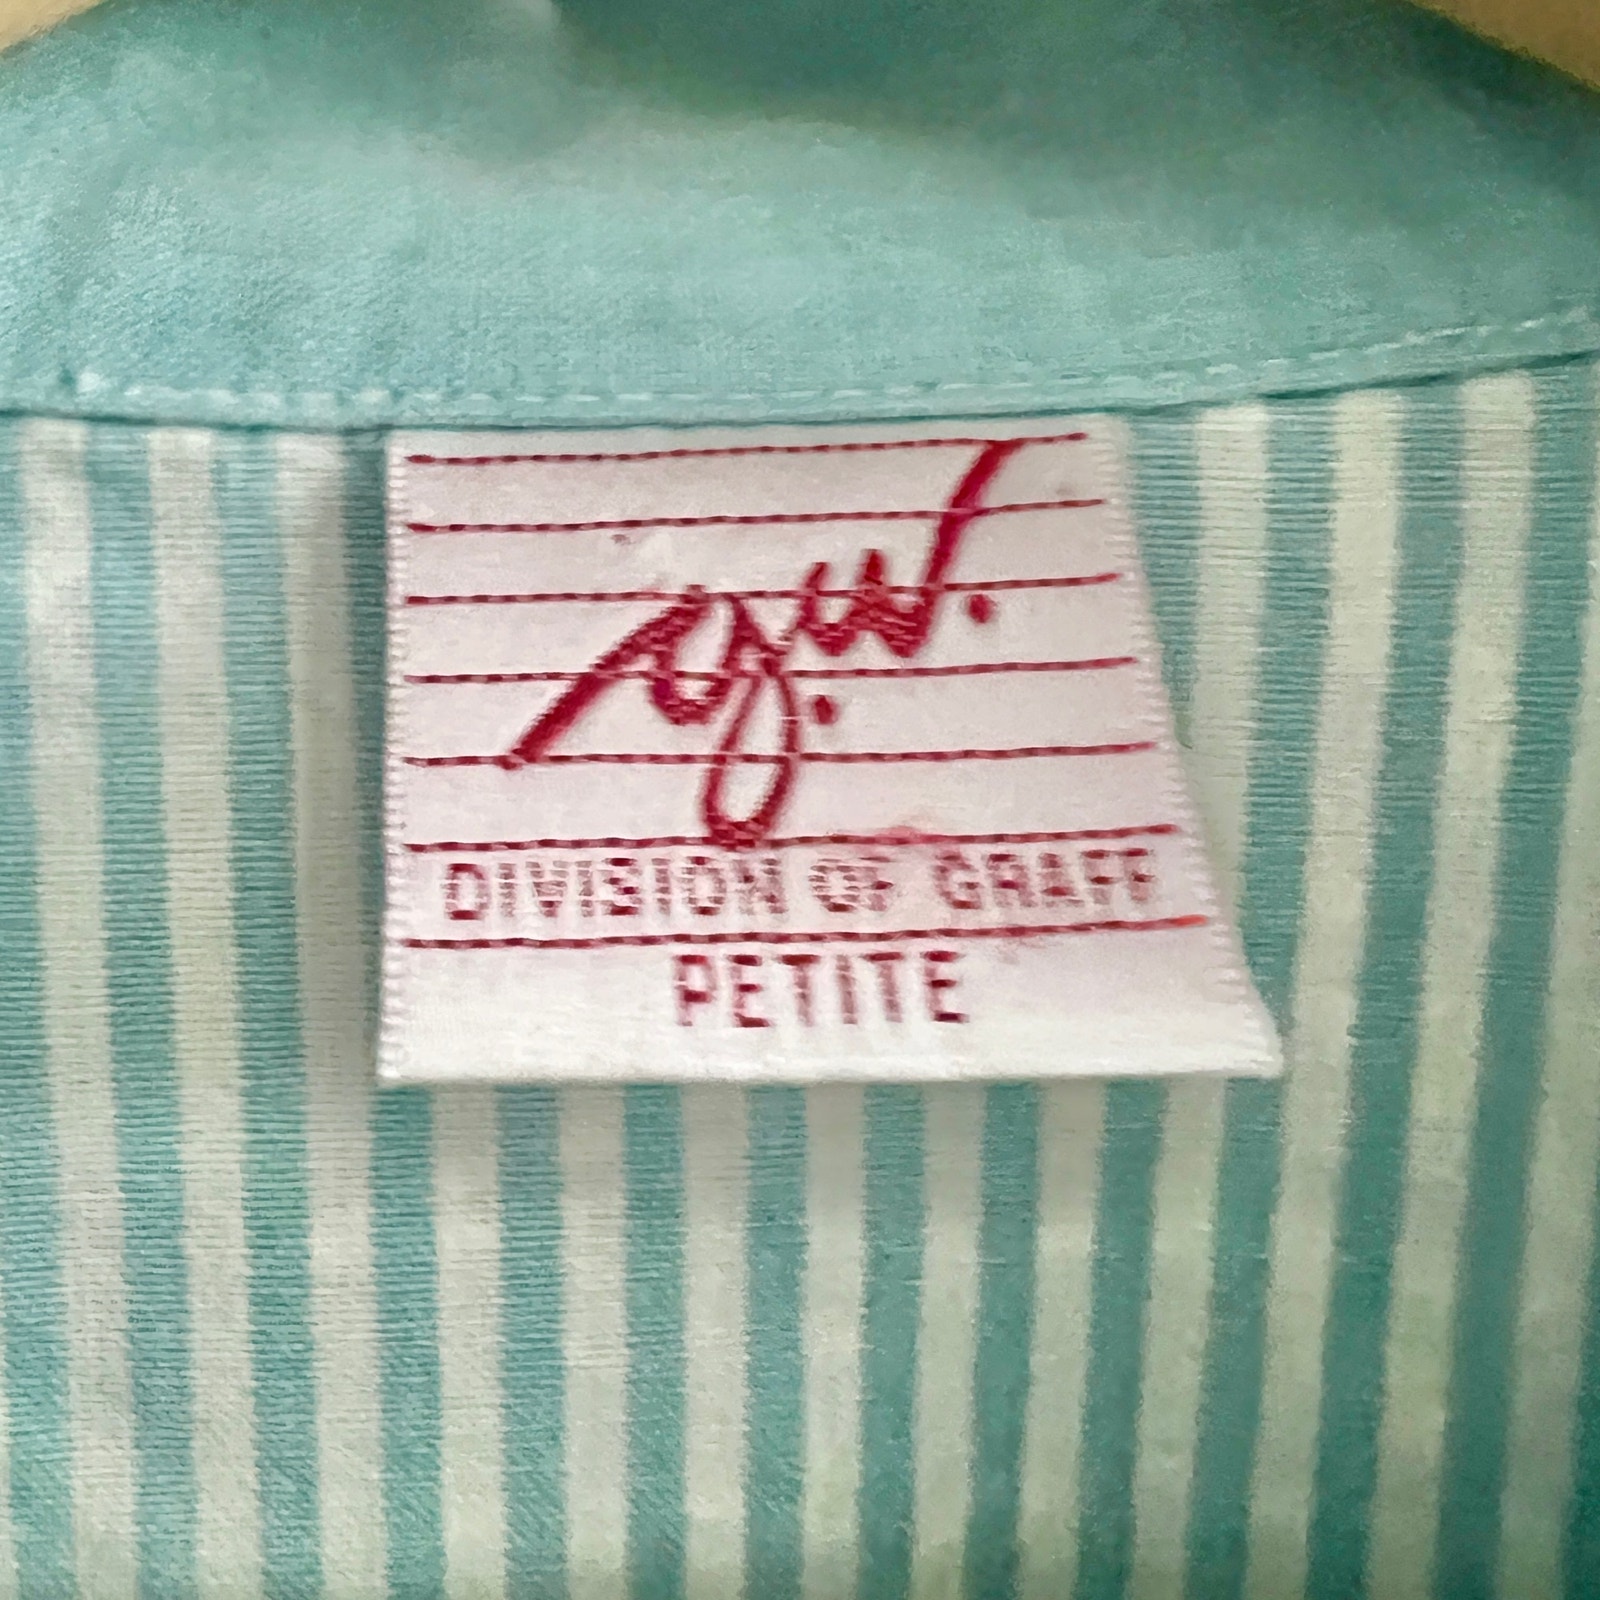 g.w.
DIVISION OF GRAFF
PETITE